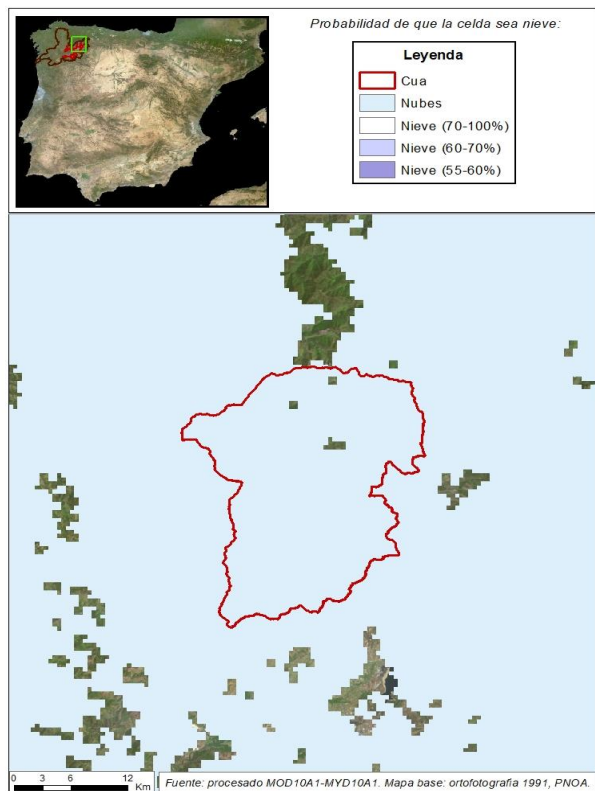 Probabilidad de que la celda sea nieve:
Leyenda
Cua
Nubes
Nieve (70-100%)
Nieve (60-70%)
Nieve (55-60%)
0 3 6 12
Km
Fuente: procesado MOD10A1-MYD10A1. Mapa base: ortofotografia 1991, PNOA.